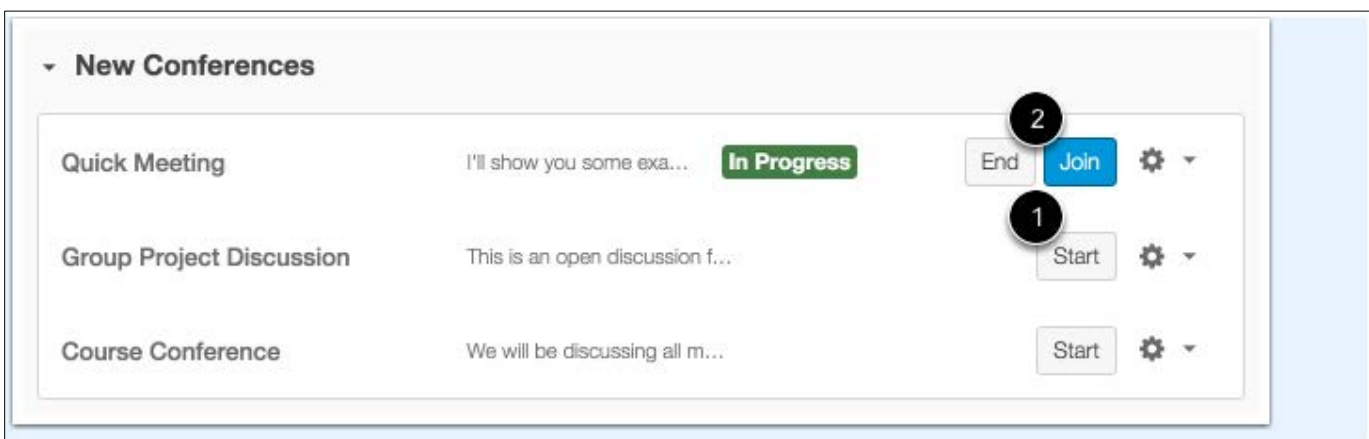 New Conferences
2
Quick Meeting I'll show you some exa... In Progress End Join
1
Group Project Discussion This is an open discussion f... Start
Course Conference We will be discussing all m... Start